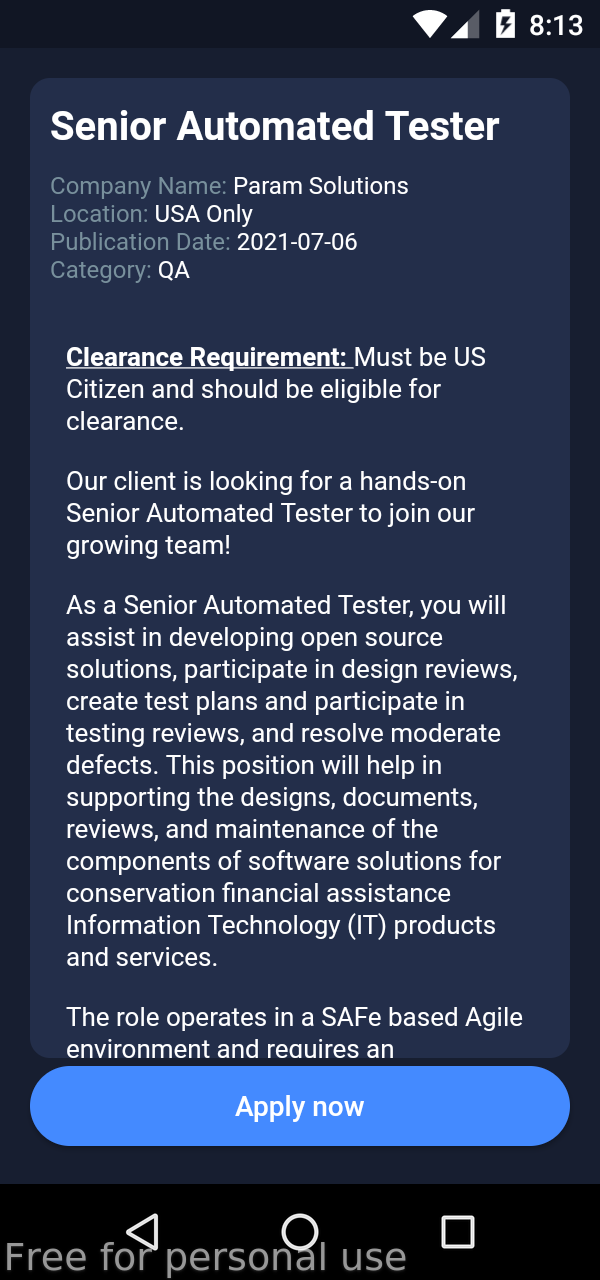 8:13
Senior Automated Tester
Company Name: Param Solutions
Location: USA Only
Publication Date: 2021-07-06
Category: QA
Clearance Requirement: Must be US
Citizen and should be eligible for
clearance.
Our client is looking for a hands-on
Senior Automated Tester to join our
growing team!
As a Senior Automated Tester, you will
assist in developing open source
solutions, participate in design reviews,
create test plans and participate in
testing reviews, and resolve moderate
defects. This position will help in
supporting the designs, documents,
reviews, and maintenance of the
components of software solutions for
conservation financial assistance
Information Technology (IT) products
and services.
The role operates in a SAFe based Agile
environment and requires an
Apply now
Free for personal use